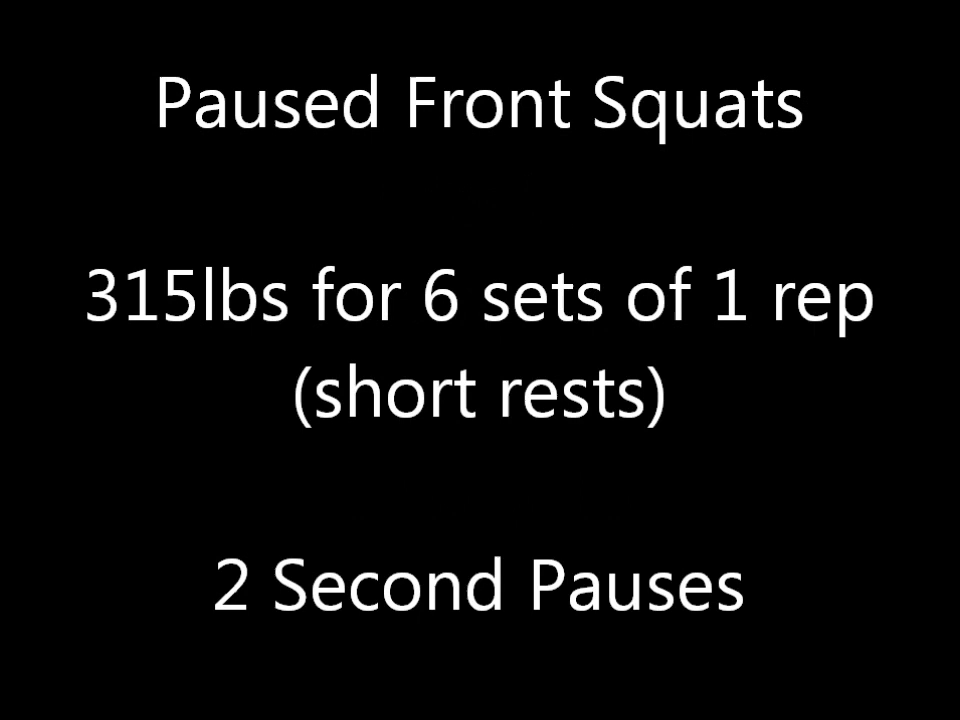 Paused Front Squats
315lbs for 6 sets of 1 rep
(short rests)
2 Second Pauses